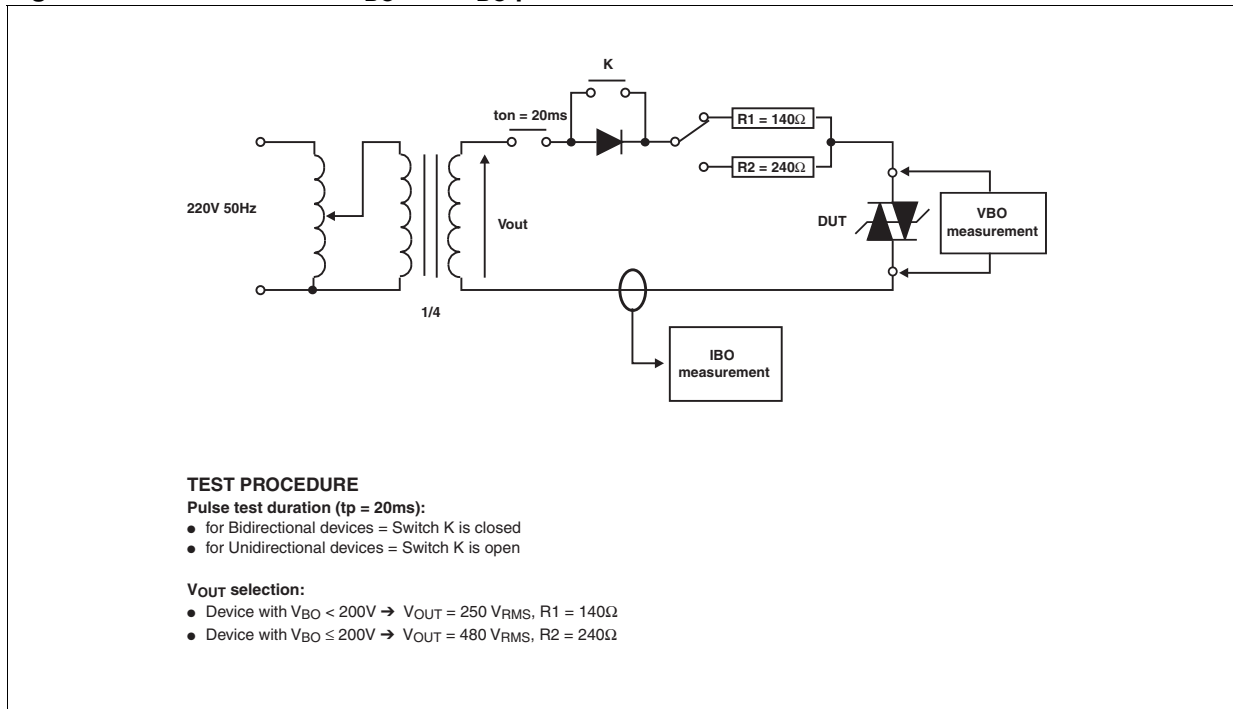 K
ton = 20ms
R1 = 140Ω
R2 = 240Ω
220V 50Hz
Vout
DUT
VBO
measurement
1/4
IBO
measurement
TEST PROCEDURE
Pulse test duration (tp = 20ms):
● for Bidirectional devices = Switch K is closed
● for Unidirectional devices = Switch K is open
VOUT selection:
● Device with VBO < 200V ➔ VOUT = 250 VRMS, R1 = 140Ω
● Device with VBO ≤ 200V ➔ VOUT = 480 VRMS, R2 = 240Ω